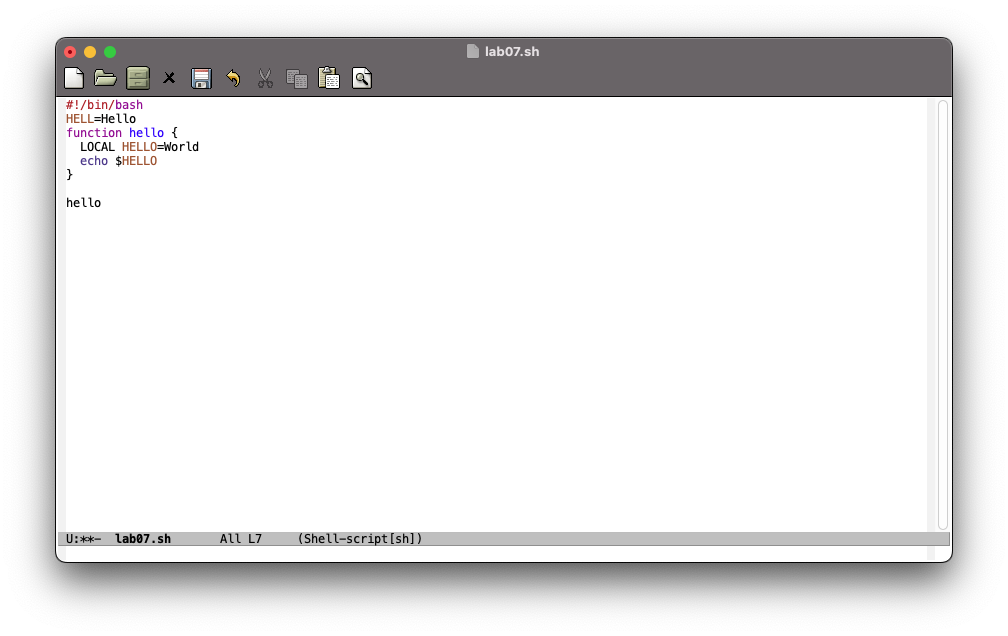 lab07.sh
#!/bin/bash
HELL=Hello
function hello {
  LOCAL HELLO=World
  echo $HELLO
}
hello
U:**-  lab07.sh       All L7     (Shell-script[sh])